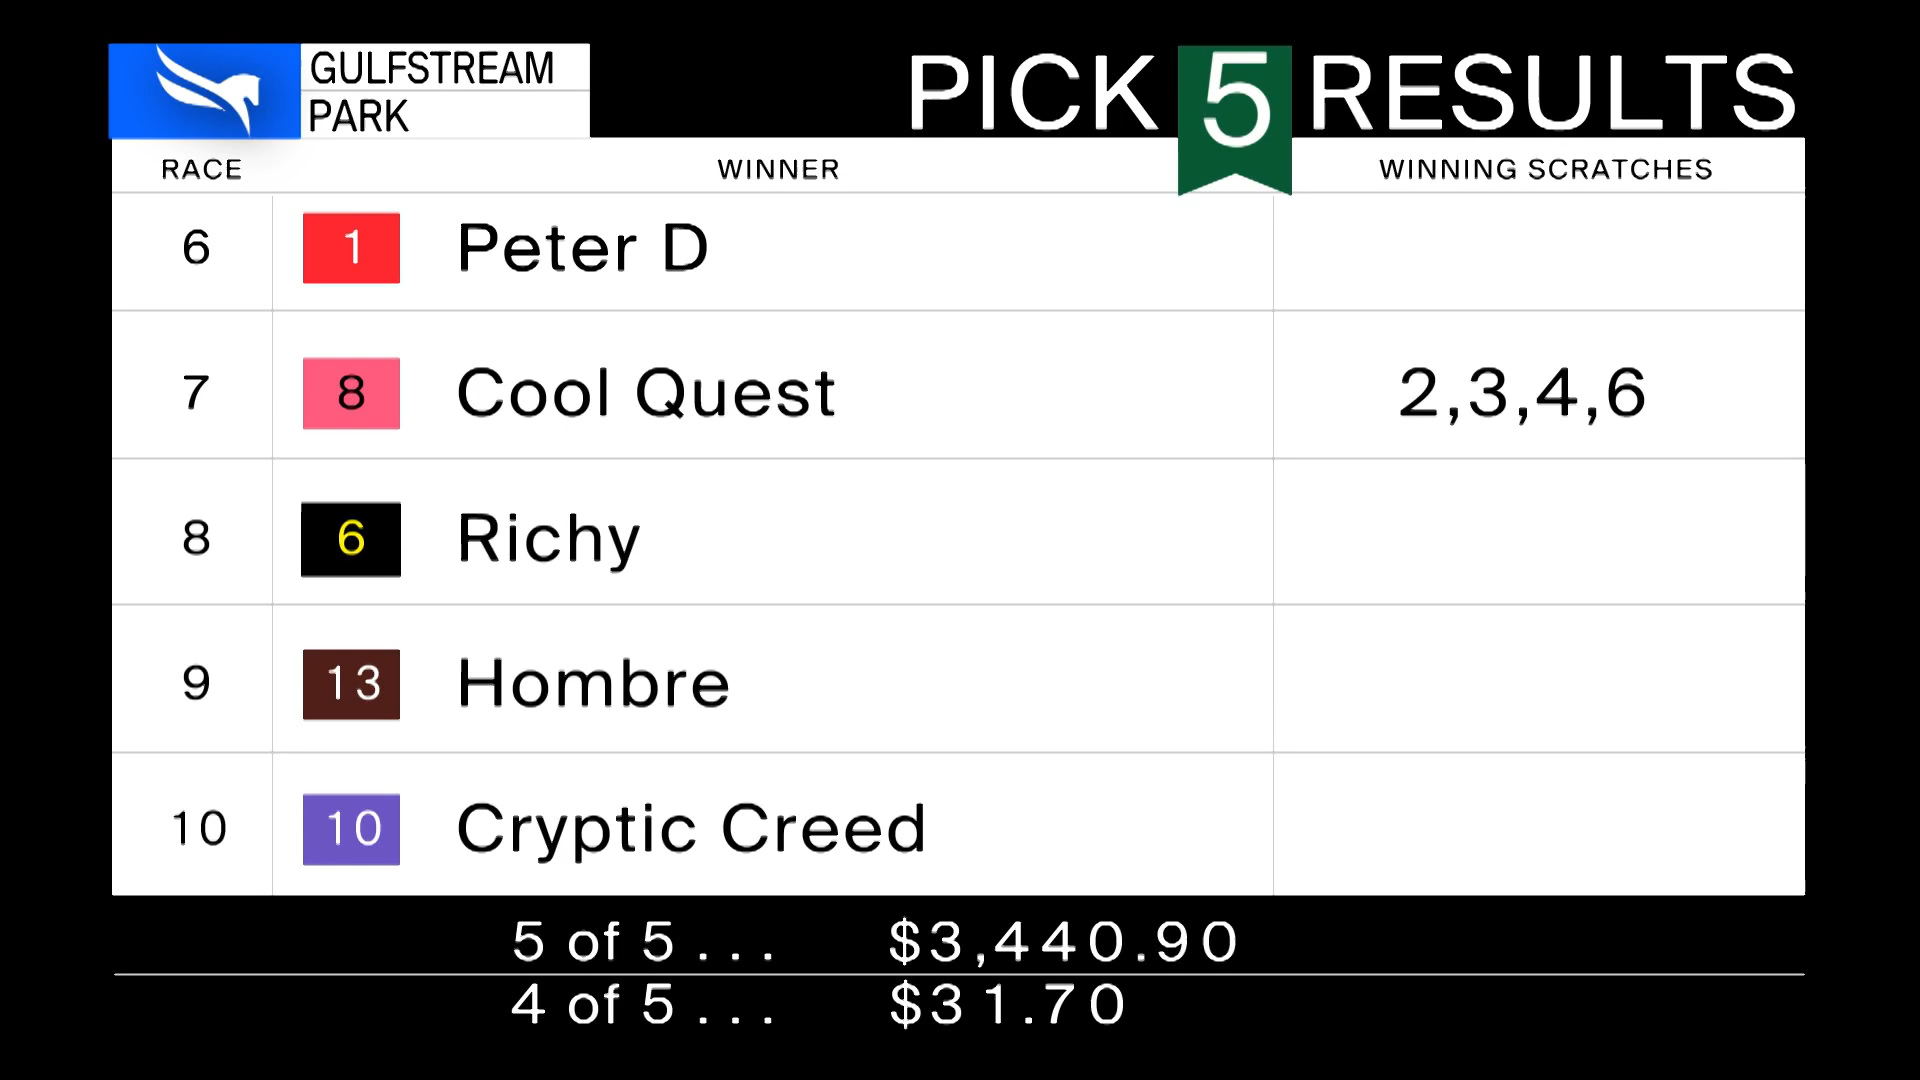 GULFSTREAM
PARK
PICK 5 RESULTS
RACE WINNER WINNING SCRATCHES
6 1 Peter D
7 8 Cool Quest 2,3,4,6
8 6 Richy
9 13 Hombre
10 10 Cryptic Creed
5 of 5 ... $3,440.90
4 of 5 ... $31.70